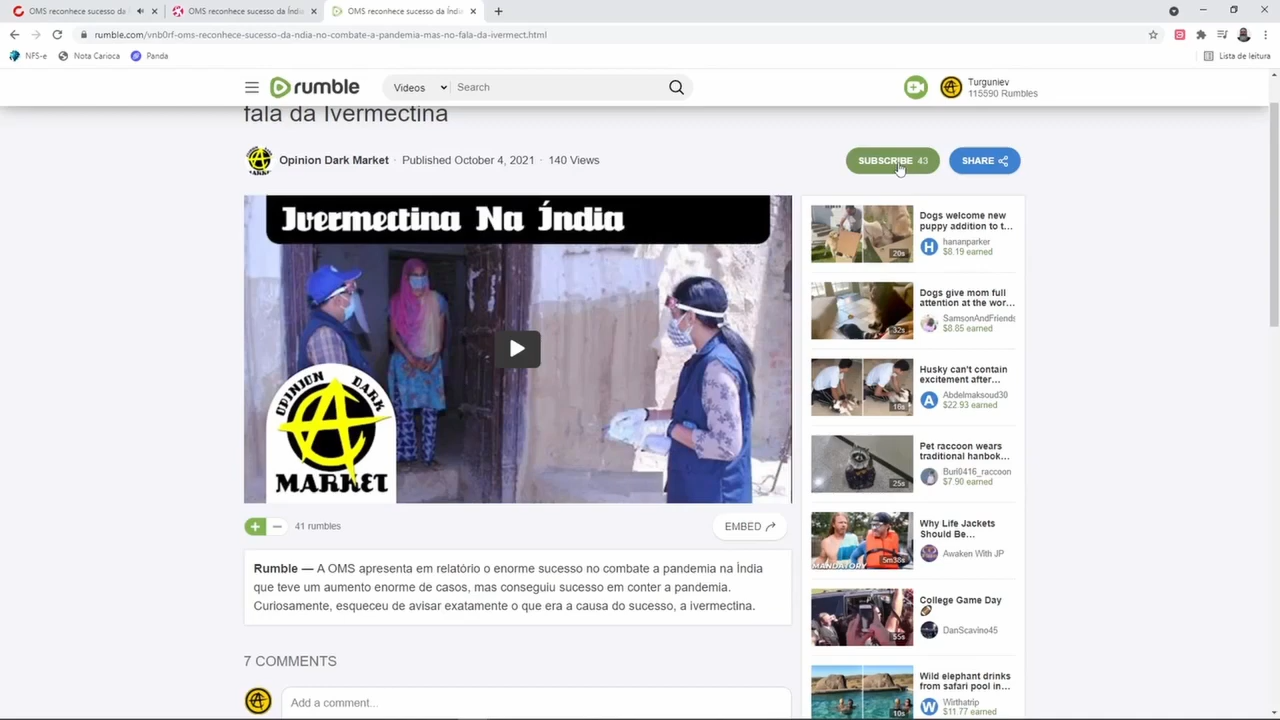 OMS reconhece sucesso da
OMS reconhece sucesso da Índia
OMS reconhece sucesso da Índia
rumble.com/vnb0rf-oms-reconhece-sucesso-da-ndia-no-combate-a-pandemia-mas-no-fala-da-ivermect.html
NFS-e
Nota Carioca
Panda
Lista de leitura
rumble
Videos
Search
Turguniev
115590 Rumbles
fala da Ivermectina
Opinion Dark Market · Published October 4, 2021 · 140 Views
SUBSCRIBE 43
SHARE
Ivermectina Na Índia
OPINION DARK
MARKET
41 rumbles
EMBED
Rumble — A OMS apresenta em relatório o enorme sucesso no combate a pandemia na Índia
que teve um aumento enorme de casos, mas conseguiu sucesso em conter a pandemia.
Curiosamente, esqueceu de avisar exatamente o que era a causa do sucesso, a ivermectina.
7 COMMENTS
Add a comment...
Dogs welcome new
puppy addition to t...
H
hananparker
$8.19 earned
20s
Dogs give mom full
attention at the wor...
SamsonAndFriends
$8.85 earned
32s
Husky can't contain
excitement after...
A
Abdelmaksoud30
$22.93 earned
16s
Pet raccoon wears
traditional hanbok...
Buri0416_raccoon
$7.90 earned
25s
Why Life Jackets
Should Be...
Awaken With JP
MANDATORY
5m38s
College Game Day
DanScavino45
55s
Wild elephant drinks
from safari pool in...
W
Wirthatrip
$11.77 earned
10s